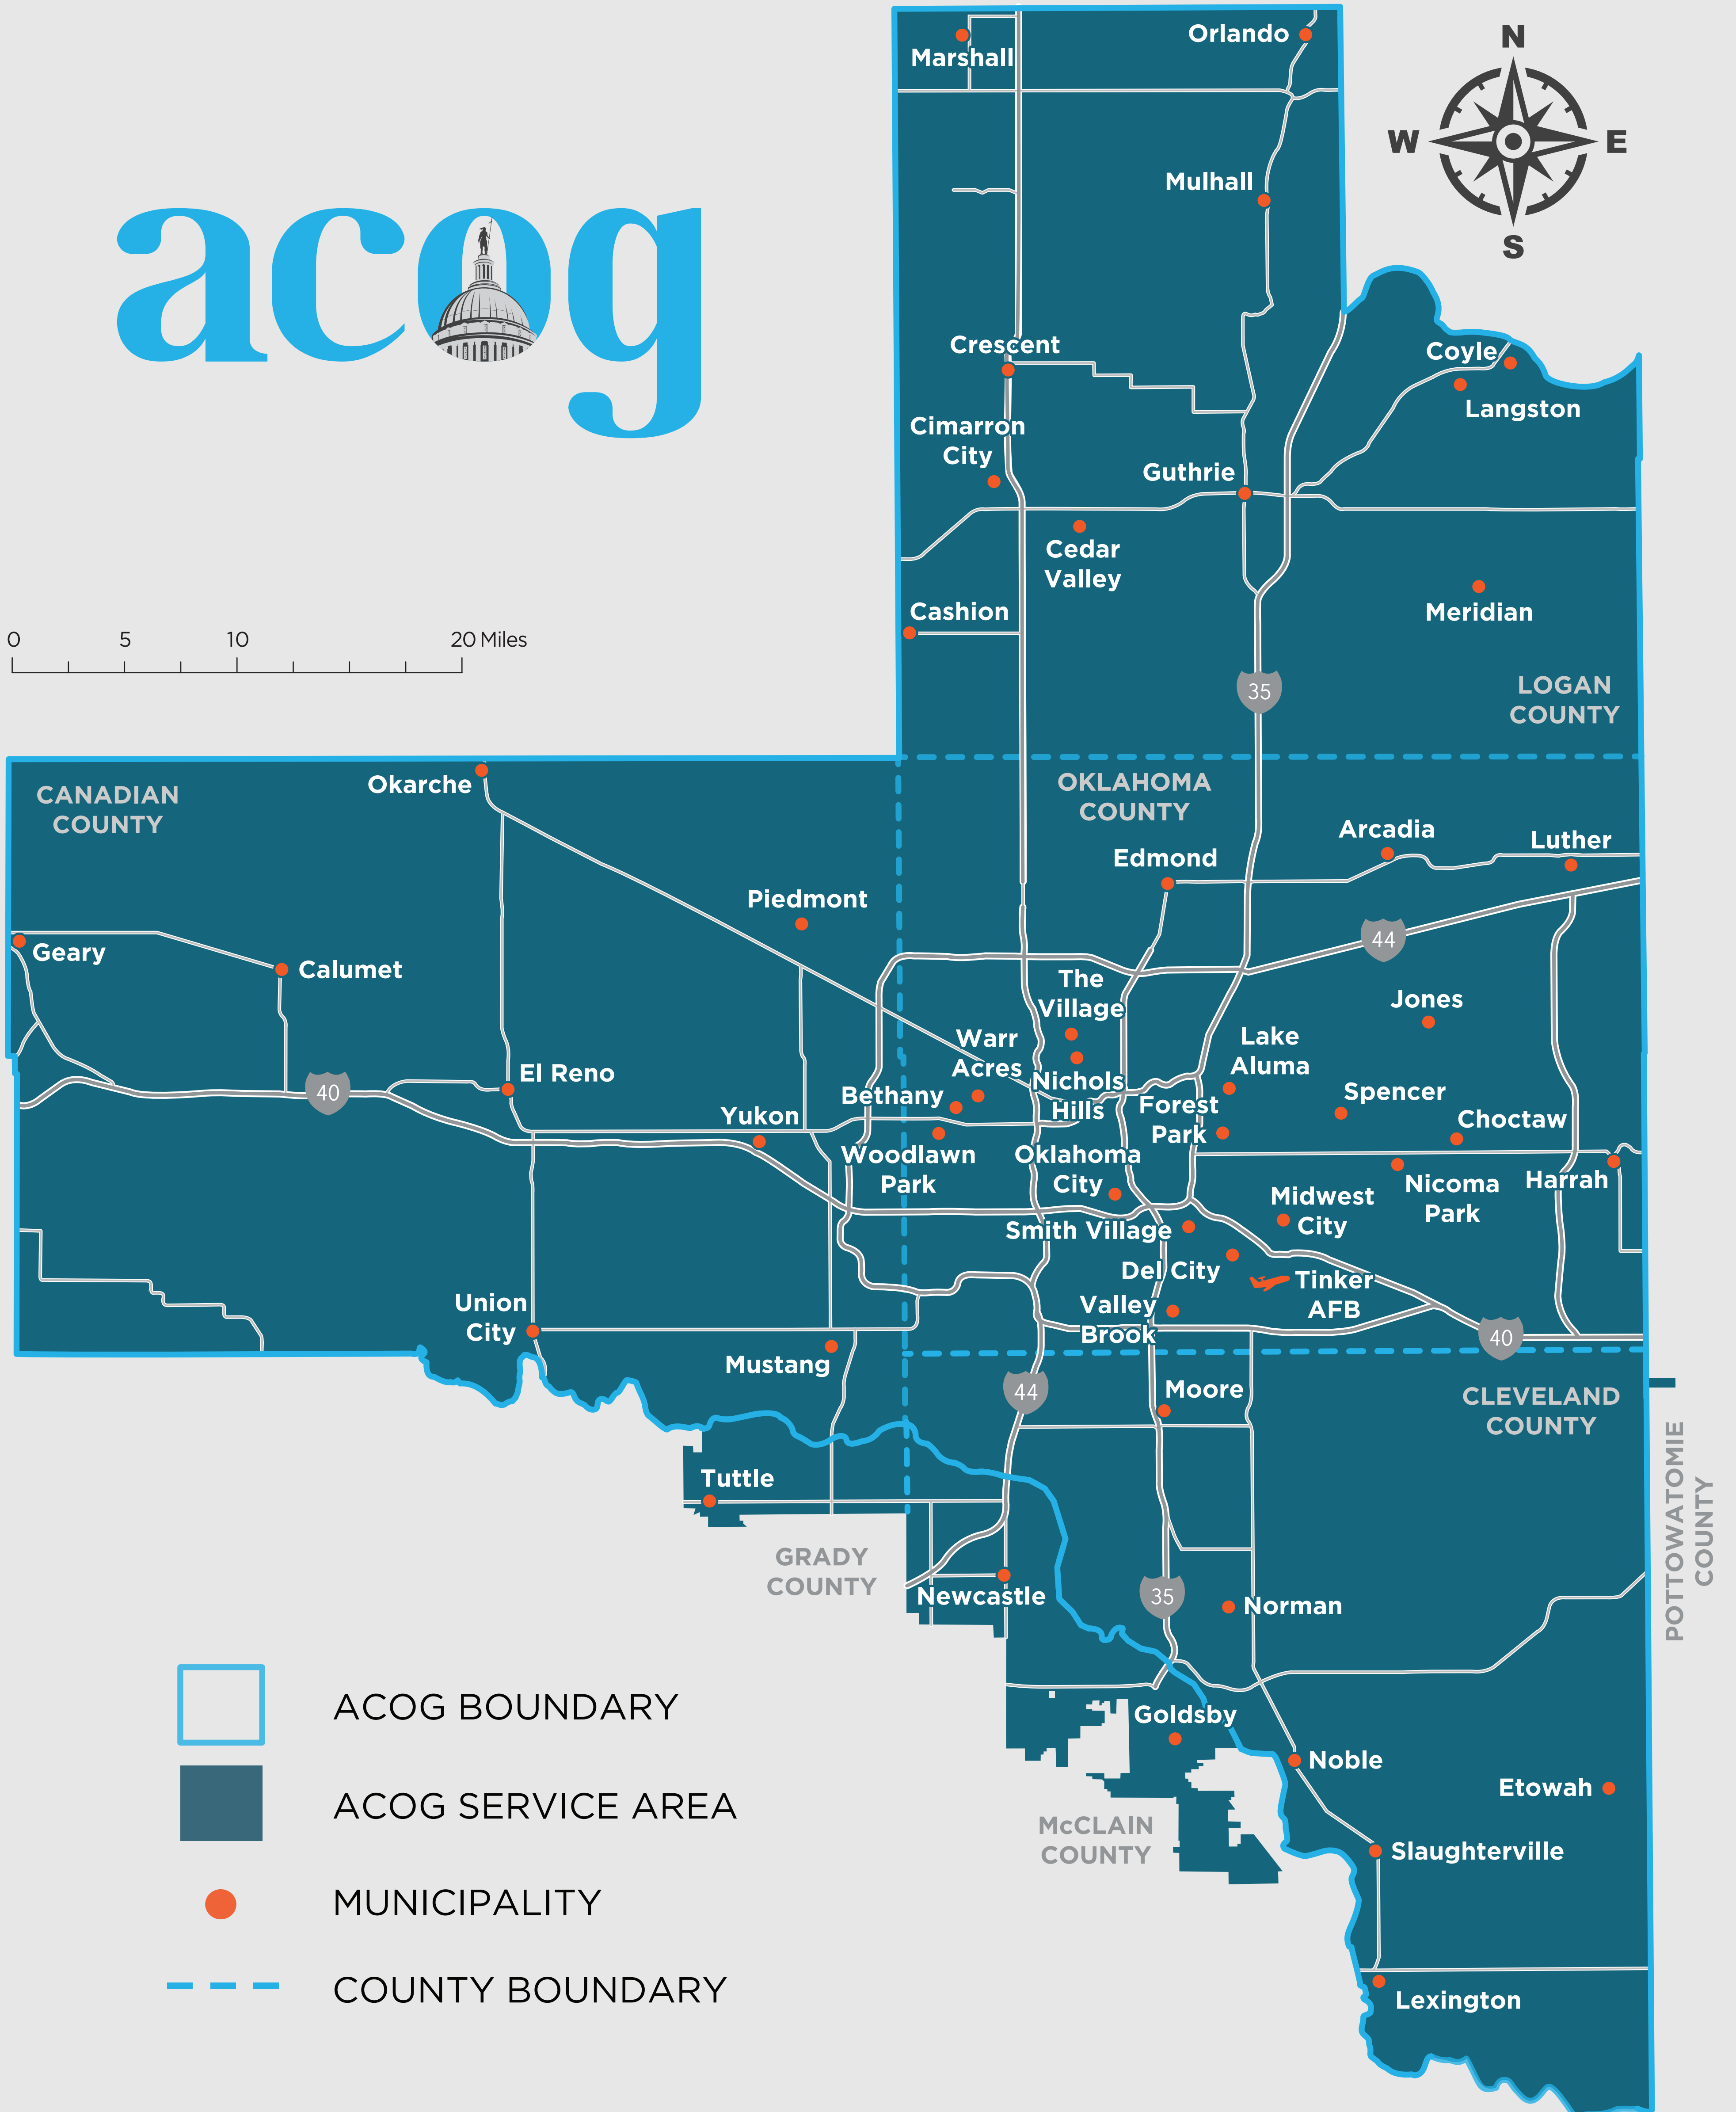 Marshall
Orlando
N
W
E
S
Mulhall
acog
Crescent
Coyle
Langston
Cimarron
City
Guthrie
Cedar
Valley
Cashion
Meridian
0 5 10 20 Miles
35
LOGAN
COUNTY
CANADIAN
COUNTY
Okarche
OKLAHOMA
COUNTY
Arcadia
Luther
Edmond
Piedmont
44
Geary
Calumet
The
Village
Jones
Warr
Acres
Lake
Aluma
El Reno
40
Nichols
Hills
Bethany
Spencer
Forest
Park
Yukon
Choctaw
Woodlawn
Park
Oklahoma
City
Nicoma
Park
Harrah
Midwest
City
Smith Village
Del City
Tinker
AFB
Union
City
Valley
Brook
40
Mustang
44
Moore
CLEVELAND
COUNTY
POTTOWATOMIE
COUNTY
Tuttle
GRADY
COUNTY
Newcastle
35
Norman
ACOG BOUNDARY
Goldsby
Noble
Etowah
ACOG SERVICE AREA
McCLAIN
COUNTY
Slaughterville
MUNICIPALITY
COUNTY BOUNDARY
Lexington